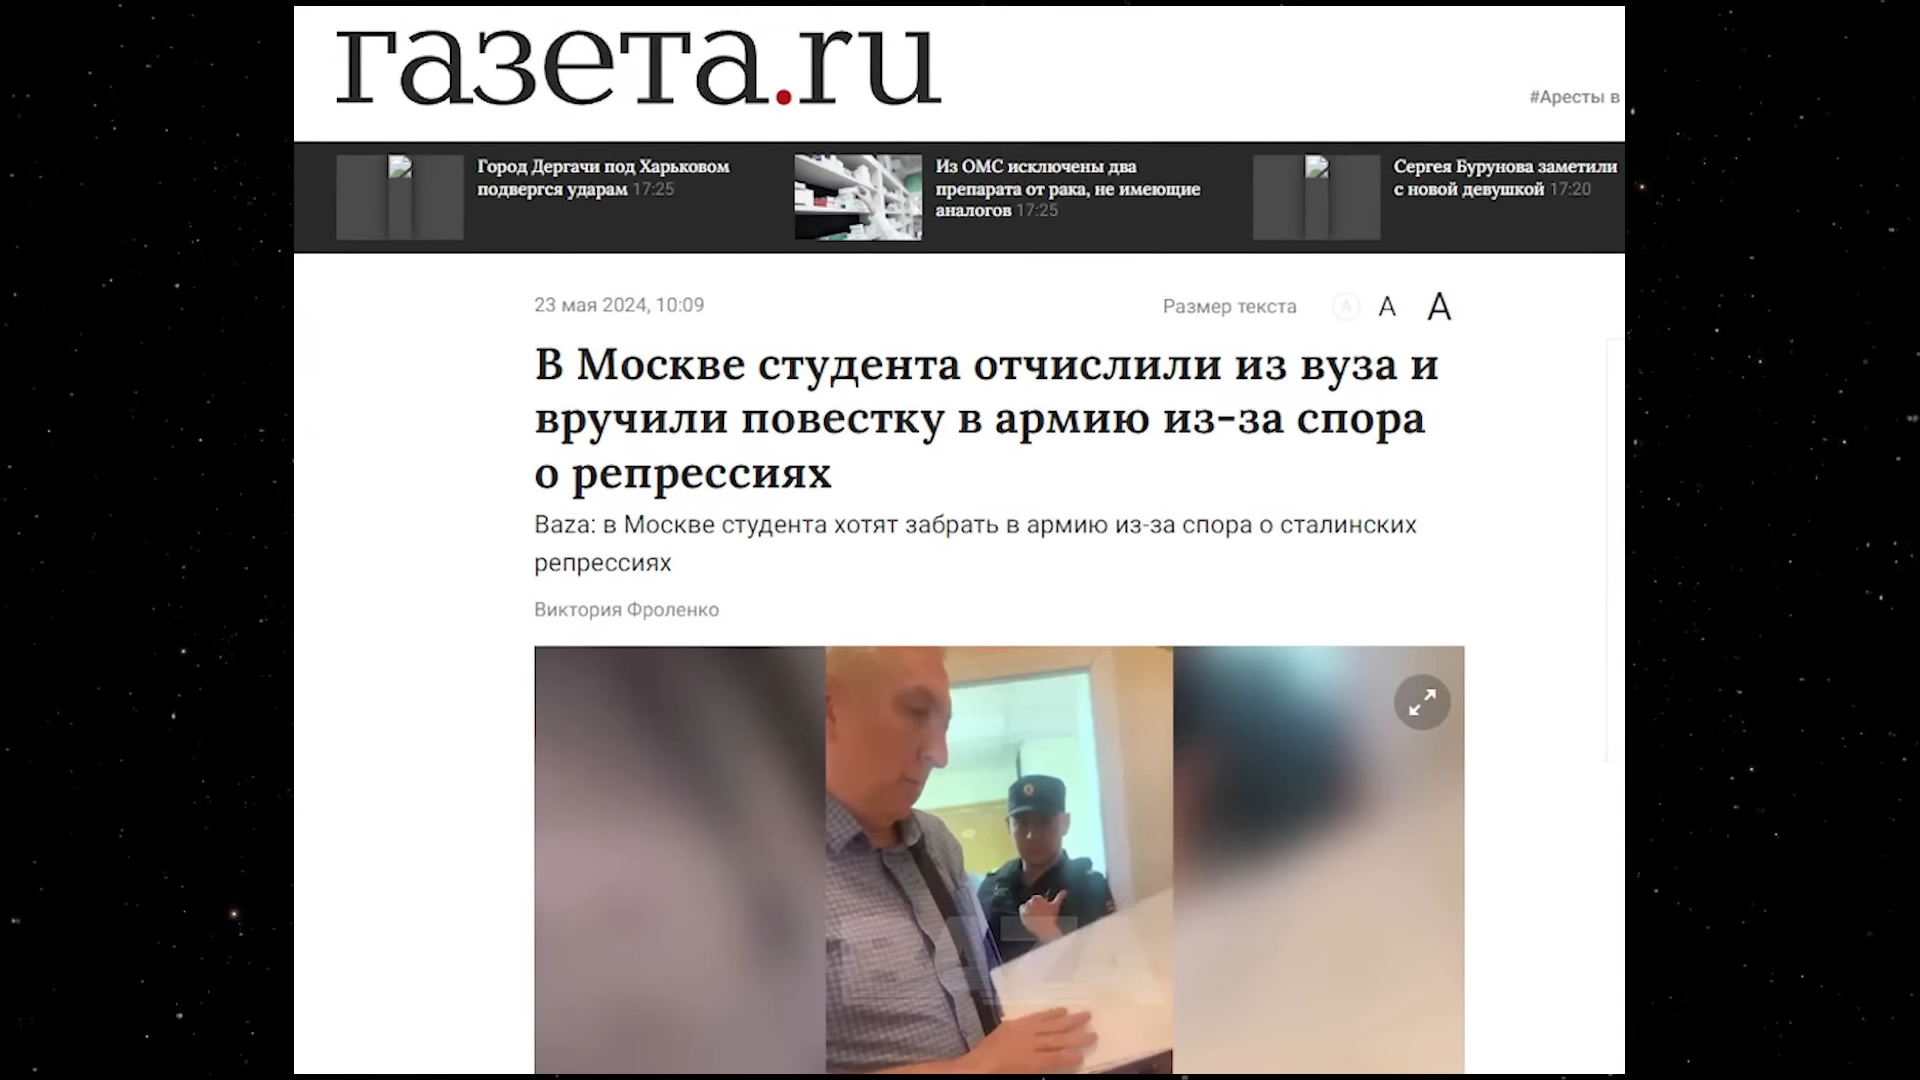 газета.ru
#Аресты в
Город Дергачи под Харьковом
подвергся ударам 17:25
Из ОМС исключены два
препарата от рака, не имеющие
аналогов 17:25
Сергея Бурунова заметили
с новой девушкой 17:20
23 мая 2024, 10:09
Размер текста A A A
В Москве студента отчислили из вуза и
вручили повестку в армию из-за спора
о репрессиях
Baza: в Москве студента хотят забрать в армию из-за спора о сталинских
репрессиях
Виктория Фроленко